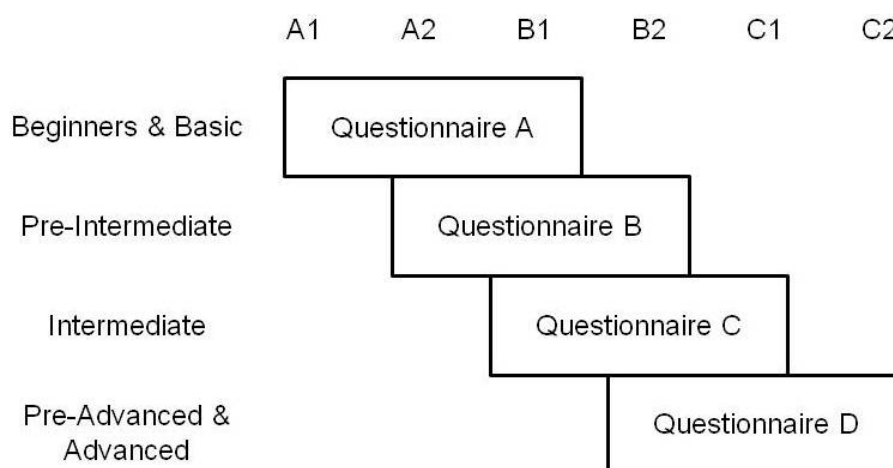 A1 A2 B1 B2 C1 C2
Beginners & Basic Questionnaire A
Pre-Intermediate Questionnaire B
Intermediate Questionnaire C
Pre-Advanced &
Advanced
Questionnaire D